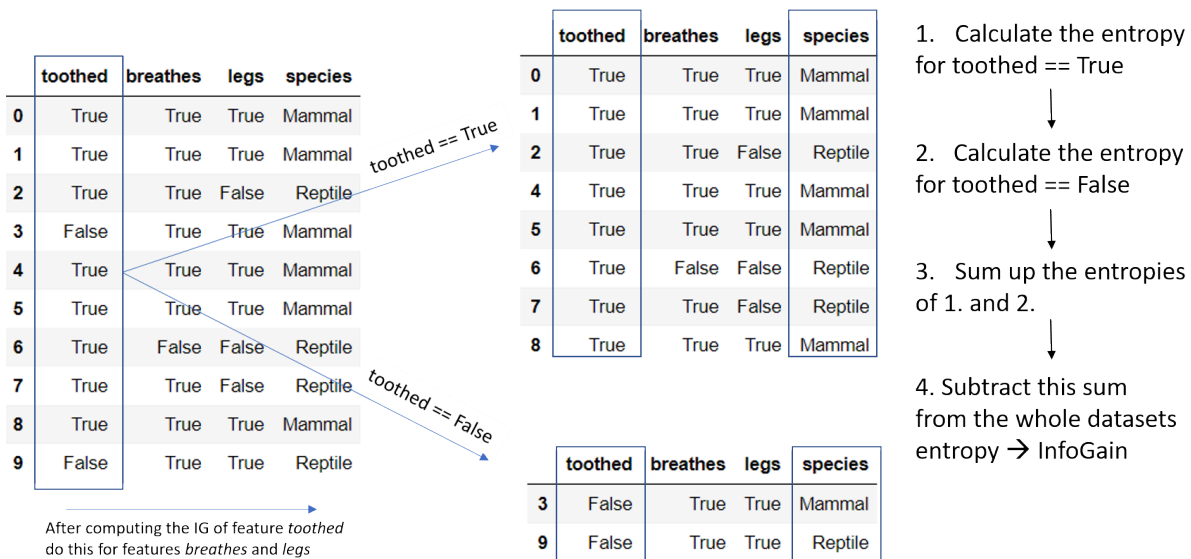 toothed breathes legs species
0 True True True Mammal
1 True True True Mammal
2 True True False Reptile
3 False True True Mammal
4 True True True Mammal
5 True True True Mammal
6 True False False Reptile
7 True True False Reptile
8 True True True Mammal
9 False True True Reptile
After computing the IG of feature toothed
do this for features breathes and legs
toothed == True
toothed == False
toothed breathes legs species
0 True True True Mammal
1 True True True Mammal
2 True True False Reptile
4 True True True Mammal
5 True True True Mammal
6 True False False Reptile
7 True True False Reptile
8 True True True Mammal
toothed breathes legs species
3 False True True Mammal
9 False True True Reptile
1. Calculate the entropy
for toothed == True
2. Calculate the entropy
for toothed == False
3. Sum up the entropies
of 1. and 2.
4. Subtract this sum
from the whole datasets
entropy → InfoGain